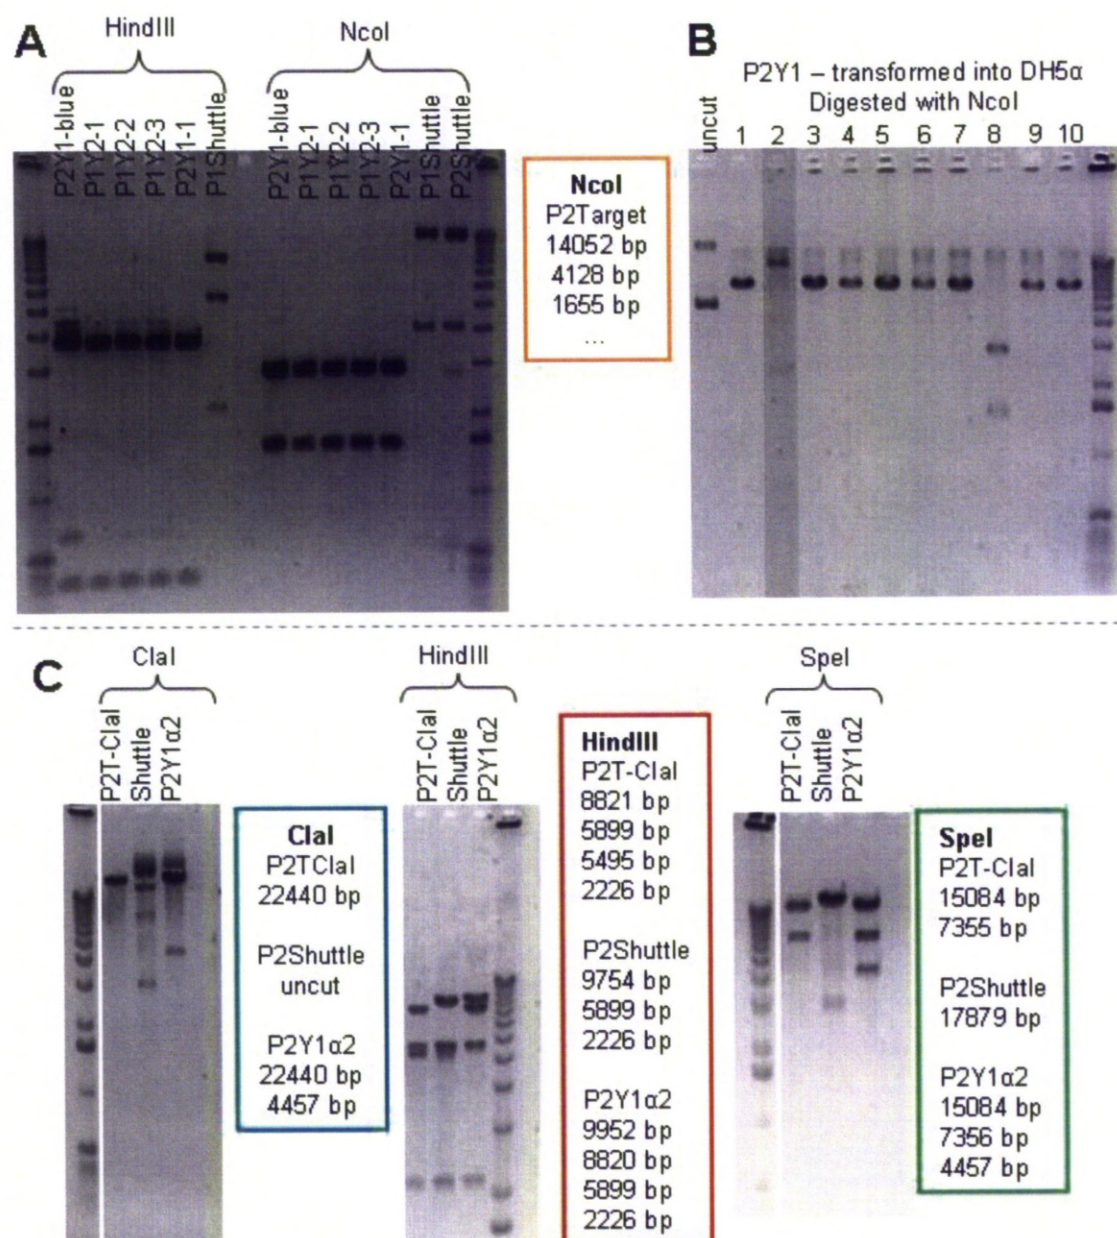 A
HindIII
NcoI
P2Y1-blue
P1Y2-1
P1Y2-2
P1Y2-3
P2Y1-1
P1Shuttle
P2Y1-blue
P1Y2-1
P1Y2-2
P1Y2-3
P2Y1-1
P1Shuttle
P2Shuttle
NcoI
P2Target
14052 bp
4128 bp
1655 bp
...
B
P2Y1 – transformed into DH5α
Digested with NcoI
uncut
1 2 3 4 5 6 7 8 9 10
C
ClaI
P2T-ClaI
Shuttle
P2Y1α2
ClaI
P2TClaI
22440 bp
P2Shuttle
uncut
P2Y1α2
22440 bp
4457 bp
HindIII
P2T-ClaI
Shuttle
P2Y1α2
HindIII
P2T-ClaI
8821 bp
5899 bp
5495 bp
2226 bp
P2Shuttle
9754 bp
5899 bp
2226 bp
P2Y1α2
9952 bp
8820 bp
5899 bp
2226 bp
SpeI
P2T-ClaI
Shuttle
P2Y1α2
SpeI
P2T-ClaI
15084 bp
7355 bp
P2Shuttle
17879 bp
P2Y1α2
15084 bp
7356 bp
4457 bp